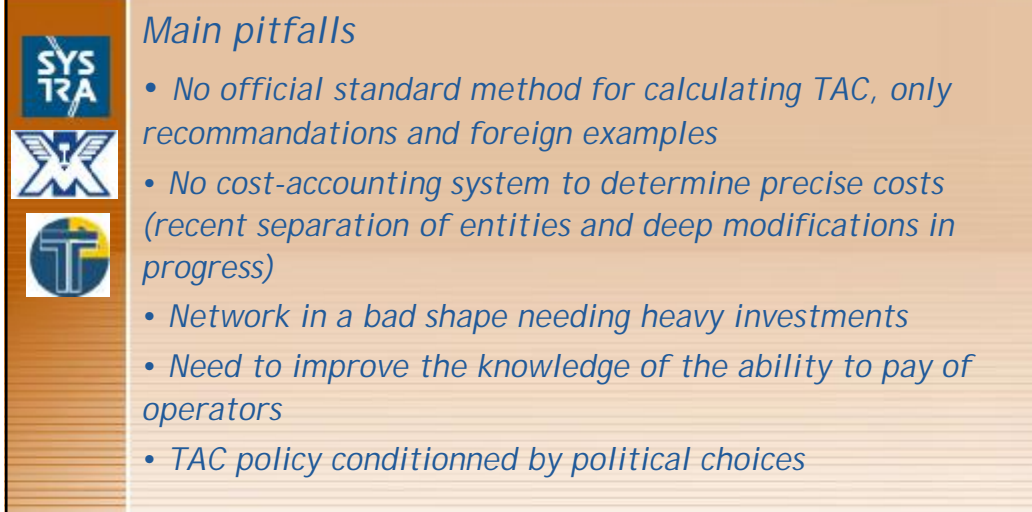 SYS
TRA
Main pitfalls
• No official standard method for calculating TAC, only
recommandations and foreign examples
• No cost-accounting system to determine precise costs
(recent separation of entities and deep modifications in
progress)
• Network in a bad shape needing heavy investments
• Need to improve the knowledge of the ability to pay of
operators
• TAC policy conditionned by political choices